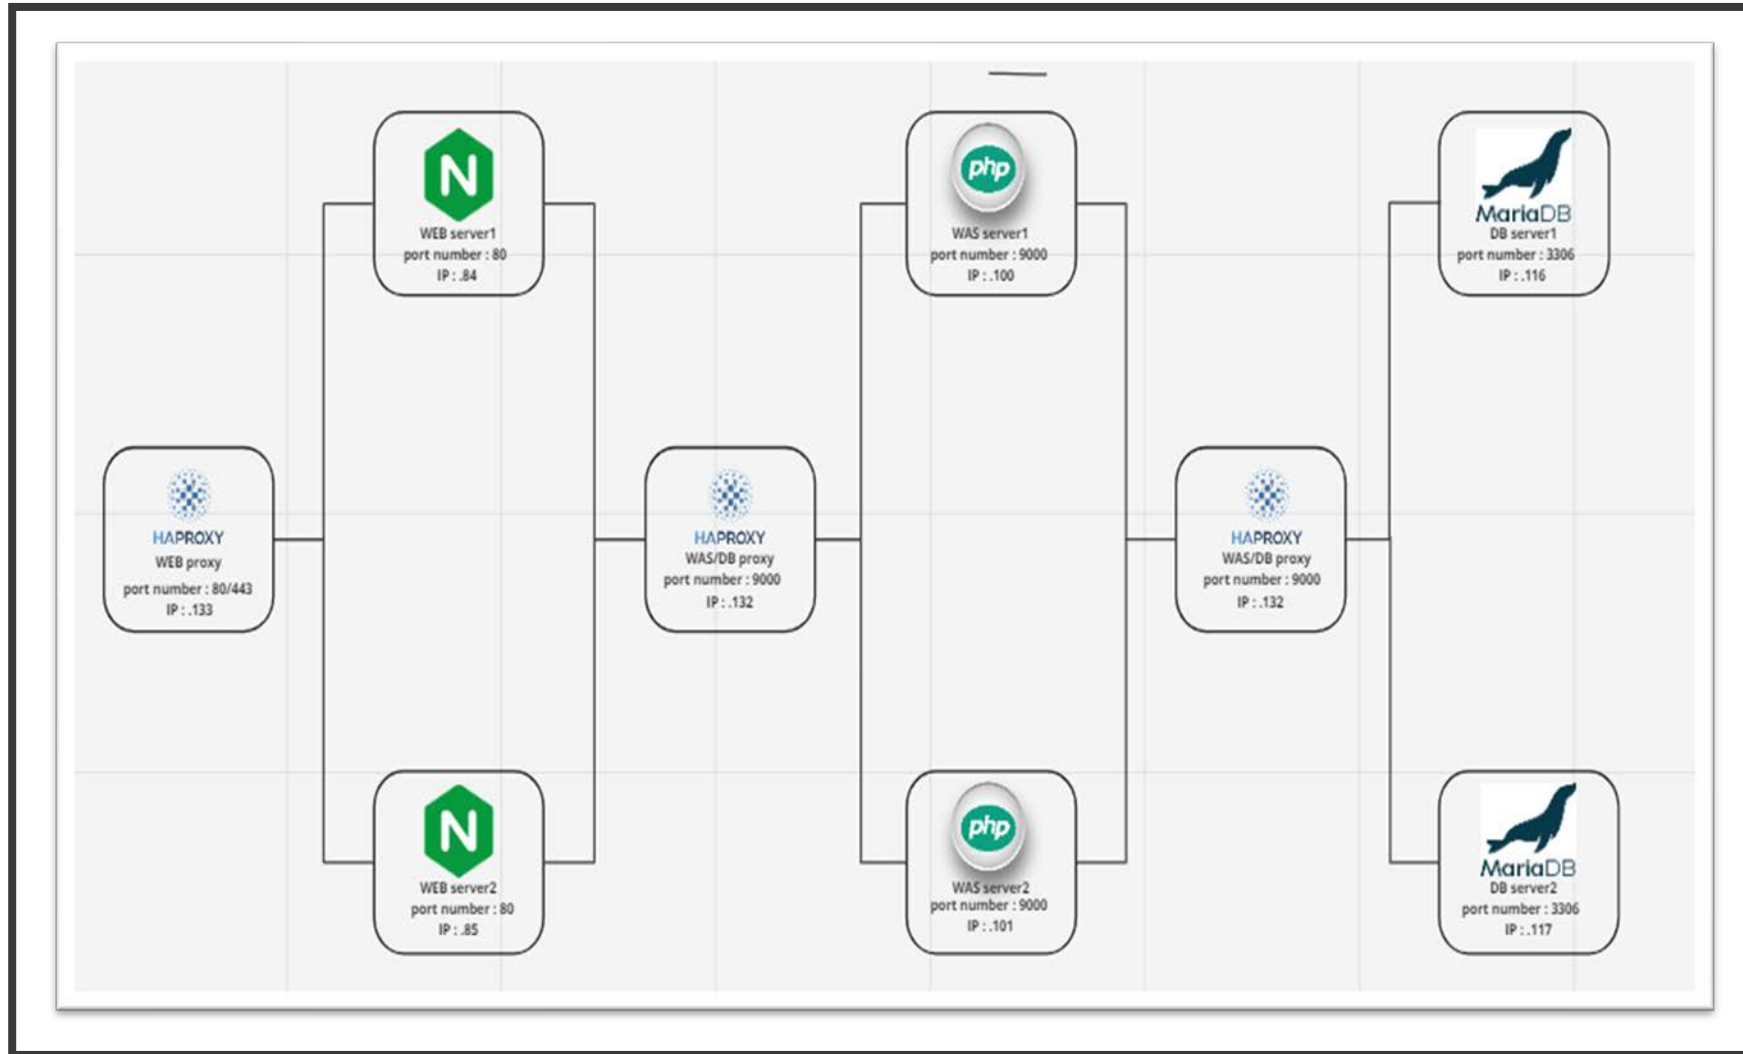 N
WEB server1
port number : 80
IP : .84
php
WAS server1
port number : 9000
IP : .100
MariaDB
DB server1
port number : 3306
IP : .116
HAPROXY
WEB proxy
port number : 80/443
IP : .133
HAPROXY
WAS/DB proxy
port number : 9000
IP : .132
HAPROXY
WAS/DB proxy
port number : 9000
IP : .132
N
WEB server2
port number : 80
IP : .85
php
WAS server2
port number : 9000
IP : .101
MariaDB
DB server2
port number : 3306
IP : .117